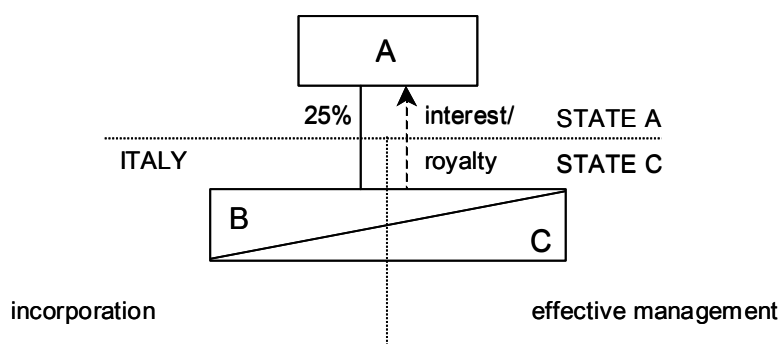 A
25% interest/ STATE A
ITALY royalty STATE C
B
C
incorporation effective management